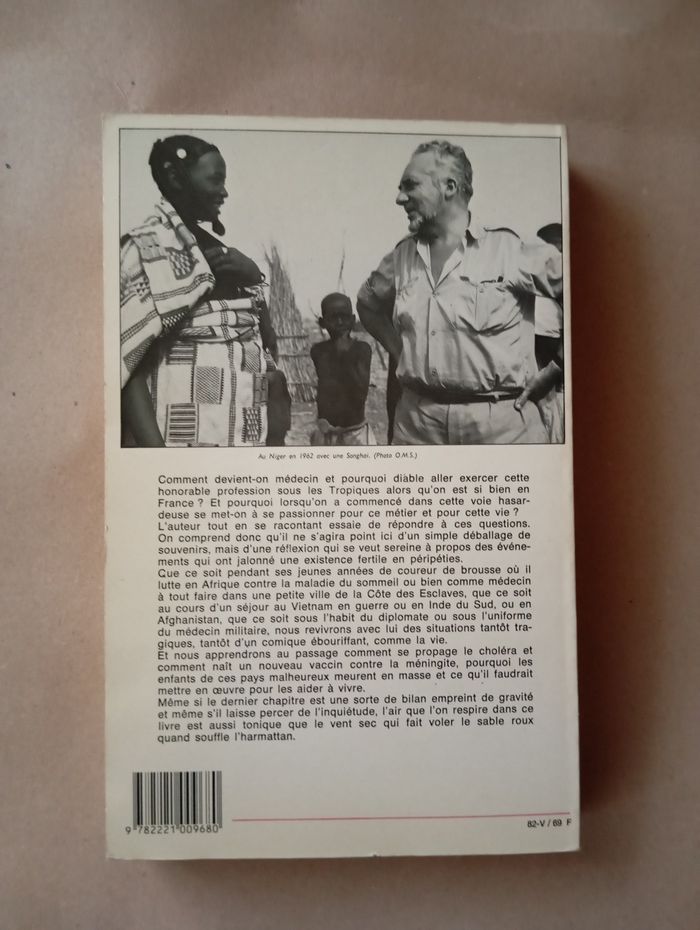 Au Niger en 1962 avec une Songhai. (Photo O.M.S.)
Comment devient-on médecin et pourquoi diable aller exercer cette
honorable profession sous les Tropiques alors qu'on est si bien en
France ? Et pourquoi lorsqu'on a commencé dans cette voie hasar-
deuse se met-on à se passionner pour ce métier et pour cette vie ?
L'auteur tout en se racontant essaie de répondre à ces questions.
On comprend donc qu'il ne s'agira point ici d'un simple déballage de
souvenirs, mais d'une réflexion qui se veut sereine à propos des événe-
ments qui ont jalonné une existence fertile en péripéties.
Que ce soit pendant ses jeunes années de coureur de brousse où il
lutte en Afrique contre la maladie du sommeil ou bien comme médecin
à tout faire dans une petite ville de la Côte des Esclaves, que ce soit
au cours d'un séjour au Vietnam en guerre ou en Inde du Sud, ou en
Afghanistan, que ce soit sous l'habit du diplomate ou sous l'uniforme
du médecin militaire, nous revivrons avec lui des situations tantôt tra-
giques, tantôt d'un comique ébouriffant, comme la vie.
Et nous apprendrons au passage comment se propage le choléra et
comment naît un nouveau vaccin contre la méningite, pourquoi les
enfants de ces pays malheureux meurent en masse et ce qu'il faudrait
mettre en œuvre pour les aider à vivre.
Même si le dernier chapitre est une sorte de bilan empreint de gravité
et même s'il laisse percer de l'inquiétude, l'air que l'on respire dans ce
livre est aussi tonique que le vent sec qui fait voler le sable roux
quand souffle l'harmattan.
9 782221 009680
82-V / 69 F